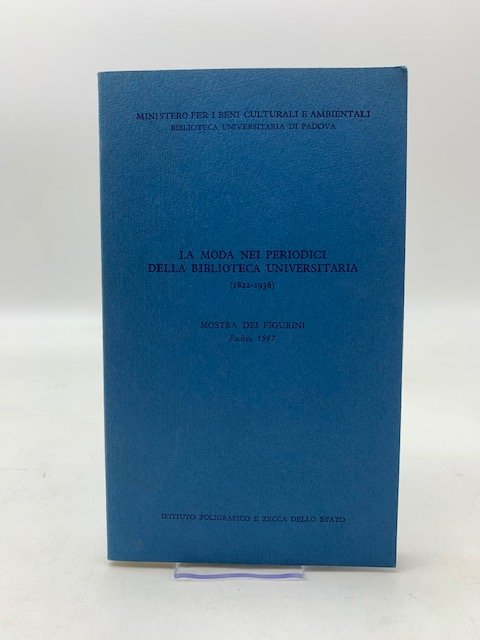 MINISTERO PER I BENI CULTURALI E AMBIENTALI
BIBLIOTECA UNIVERSITARIA DI PADOVA
LA MODA NEI PERIODICI
DELLA BIBLIOTECA UNIVERSITARIA
(1822-1936)
MOSTRA DEI FIGURINI
Padova 1987
ISTITUTO POLIGRAFICO E ZECCA DELLO STATO